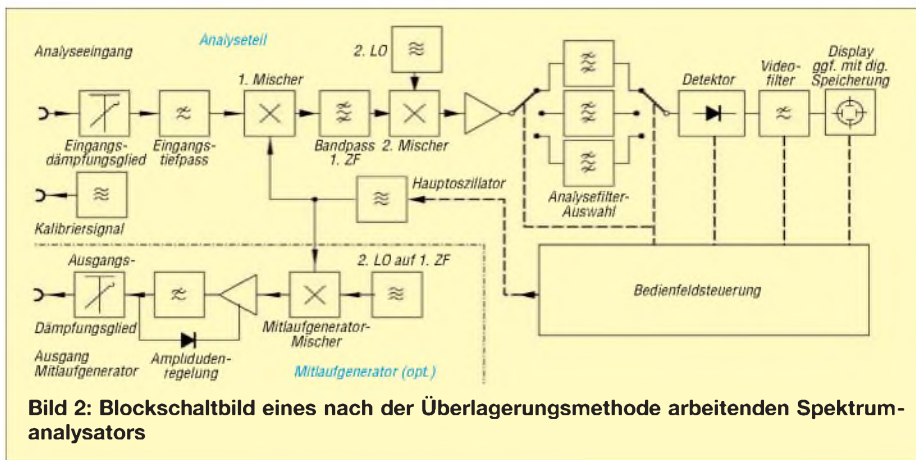 Analyseeingang
Analyseteil
2. LO
1. Mischer
Eingangs-
dämpfungsglied
Eingangs-
tiefpass
Bandpass
1. ZF
2. Mischer
Analysefilter-
Auswahl
Detektor
Video-
filter
Display
ggf. mit dig.
Speicherung
Kalibriersignal
Hauptoszillator
Bedienfeldsteuerung
Ausgangs-
Dämpfungsglied
2. LO auf 1. ZF
Mitlaufgenerator-
Mischer
Ausgang
Mitlaufgenerator
Ampliduden-
regelung
Mitlaufgenerator (opt.)
Bild 2: Blockschaltbild eines nach der Überlagerungsmethode arbeitenden Spektrum-
analysators